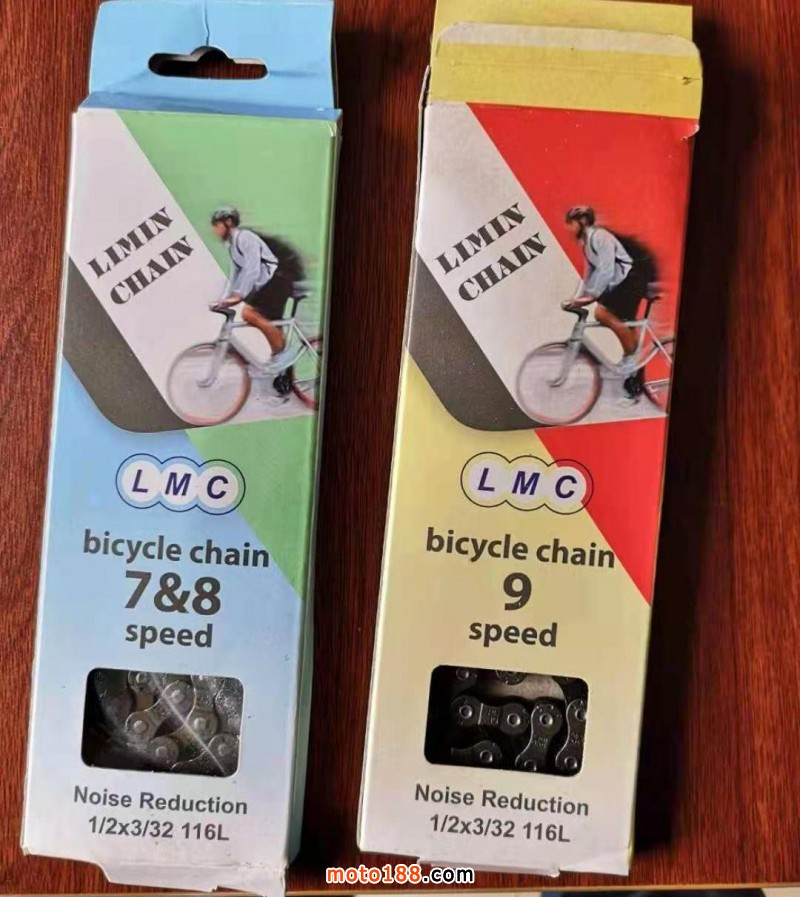 LIMIN
CHAIN
LMC
bicycle chain
7&8
speed
Noise Reduction
1/2x3/32 116L
LIMIN
CHAIN
LMC
bicycle chain
9
speed
Noise Reduction
1/2x3/32 116L
moto188.com